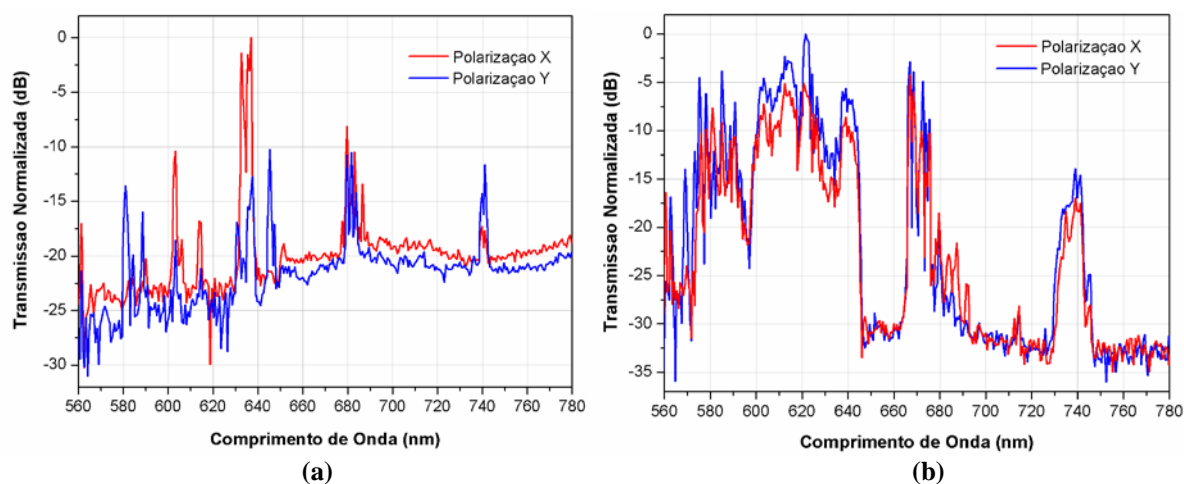 0
-5
-10
-15
-20
-25
-30
Transmissao Normalizada (dB)
Polarizaçao X
Polarizaçao Y
560 580 600 620 640 660 680 700 720 740 760 780
Comprimento de Onda (nm)
(a)
0
-5
-10
-15
-20
-25
-30
-35
Transmissao Normalizada (dB)
Polarizaçao X
Polarizaçao Y
560 580 600 620 640 660 680 700 720 740 760 780
Comprimento de Onda (nm)
(b)